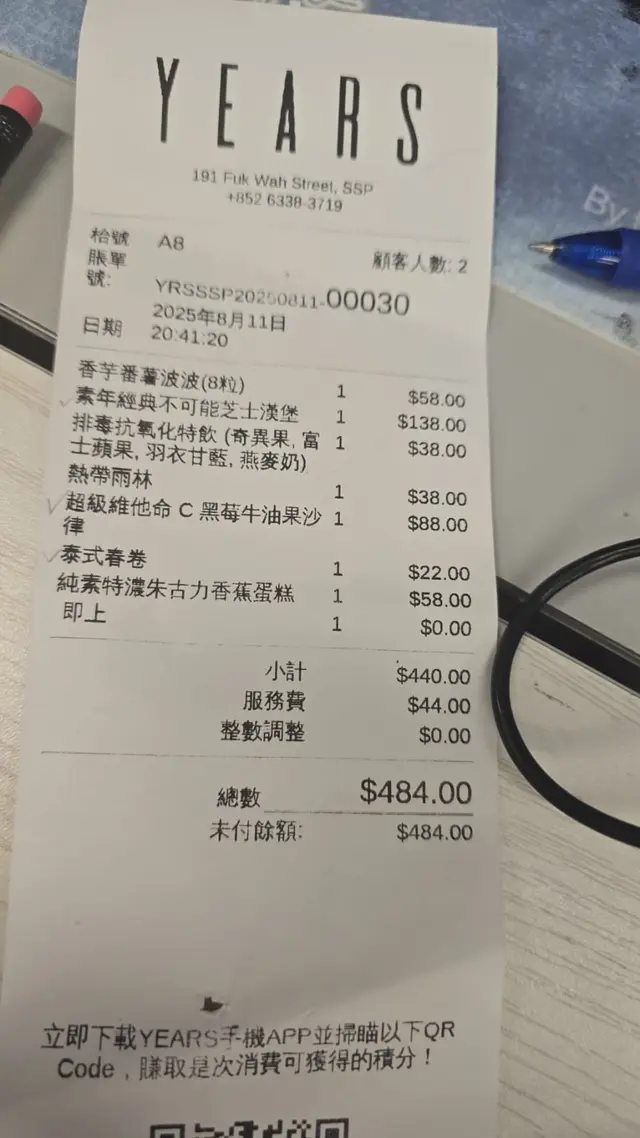 YEARS
191 Fuk Wah Street, SSP
+852 6338-3719
枱號 A8 顧客人數: 2
賬單
號: YRSSSP20250811-00030
2025年8月11日
日期 20:41:20
香芋番薯波波(8粒) 1 $58.00
素年經典不可能芝士漢堡 1 $138.00
排毒抗氧化特飲 (奇異果, 富 1 $38.00
士蘋果, 羽衣甘藍, 燕麥奶)
熱帶雨林 1 $38.00
超級維他命 C 黑莓牛油果沙 1 $88.00
律
泰式春卷 1 $22.00
純素特濃朱古力香蕉蛋糕 1 $58.00
即上 1 $0.00
小計 $440.00
服務費 $44.00
整數調整 $0.00
總數 $484.00
未付餘額: $484.00
立即下載YEARS手機APP並掃瞄以下QR
Code，賺取是次消費可獲得的積分！
By